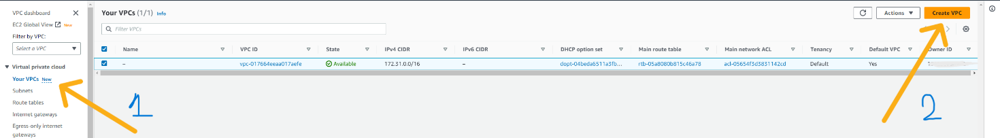 VPC dashboard
EC2 Global View New
Filter by VPC:
Select a VPC
Virtual private cloud
Your VPCs New
Subnets
Route tables
Internet gateways
Egress-only internet
gateways
Your VPCs (1/1) Info
Actions
Create VPC
Filter VPCs
Name VPC ID State IPv4 CIDR IPv6 CIDR DHCP option set Main route table Main network ACL Tenancy Default VPC Owner ID
– vpc-017664eeaa017aefe Available 172.31.0.0/16 – dopt-04beda6511a3fb... rtb-05a8080b815c46a78 acl-05654f3d3831142cd Default Yes
1
2